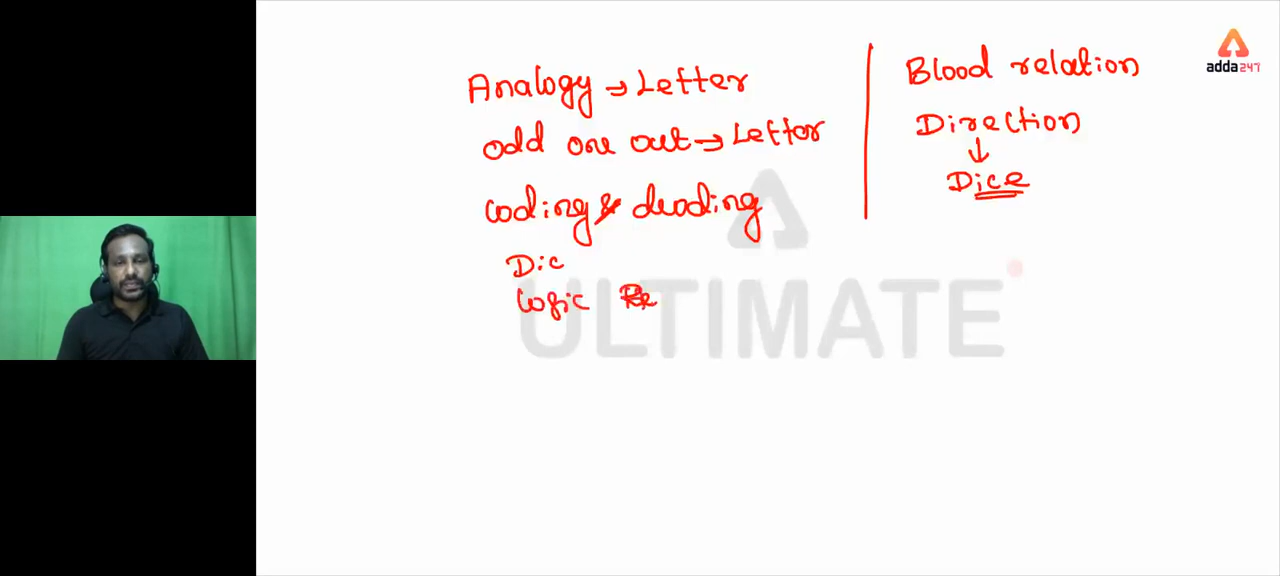 Analogy → Letter
odd one out → Letter
coding & decoding
Dic
Logic
Blood relation
Direction
↓
Dice
adda247
ULTIMATE